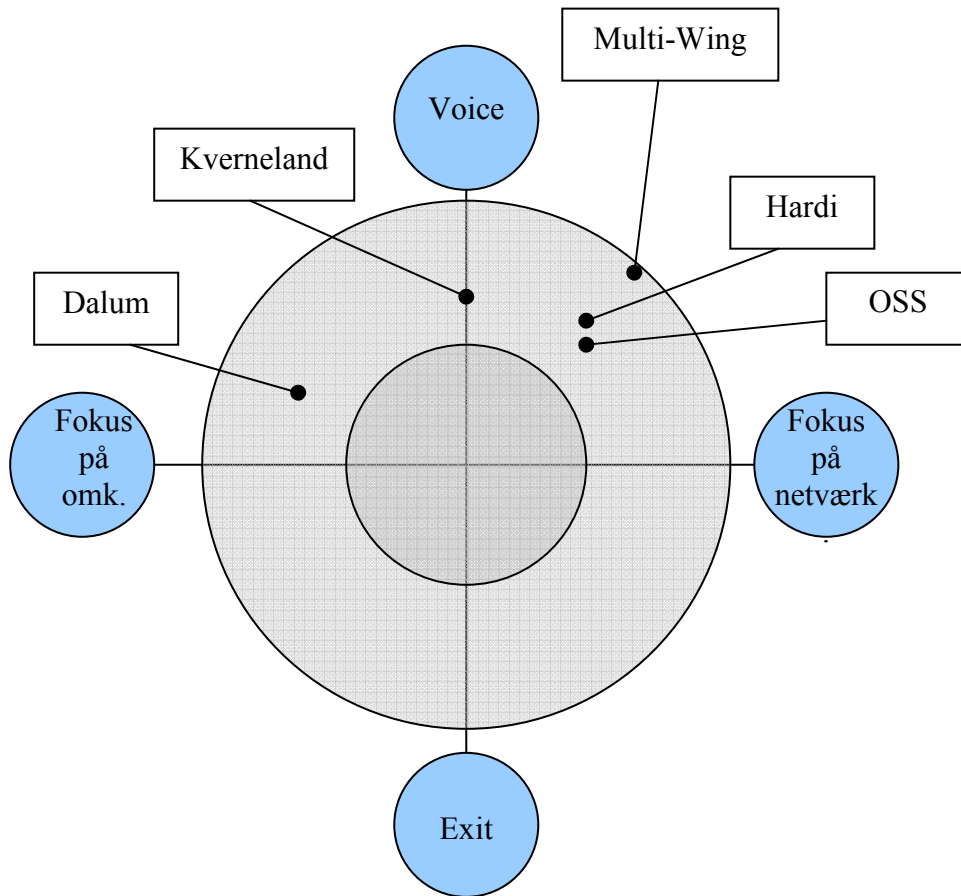 Multi-Wing
Voice
Kverneland
Hardi
Dalum
OSS
Fokus
på
omk.
Fokus
på
netværk
.
Exit